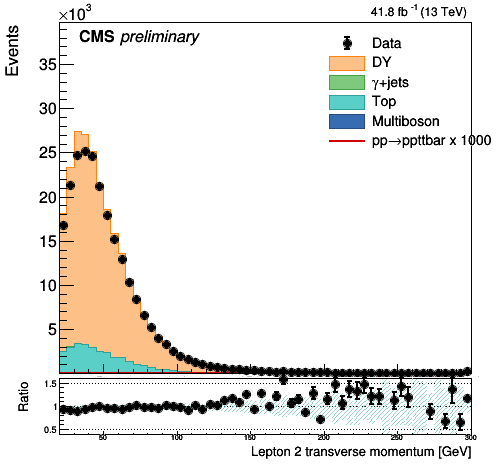 ×10³
41.8 fb⁻¹ (13 TeV)
CMS preliminary
Events
35
30
25
20
15
10
5
Data
DY
γ+jets
Top
Multiboson
pp→ppttbar x 1000
Ratio
1.5
1
0.5
50 100 150 200 250 300
Lepton 2 transverse momentum [GeV]